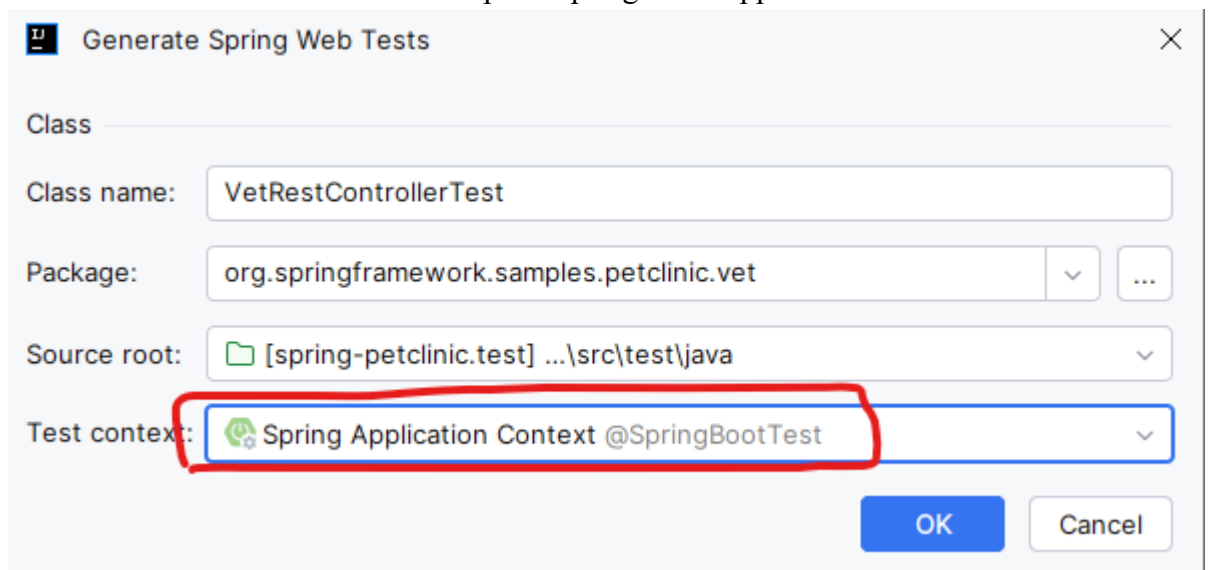 Generate Spring Web Tests
Class
Class name: VetRestControllerTest
Package: org.springframework.samples.petclinic.vet ...
Source root: [spring-petclinic.test] ...\src\test\java
Test context: Spring Application Context @SpringBootTest
OK Cancel